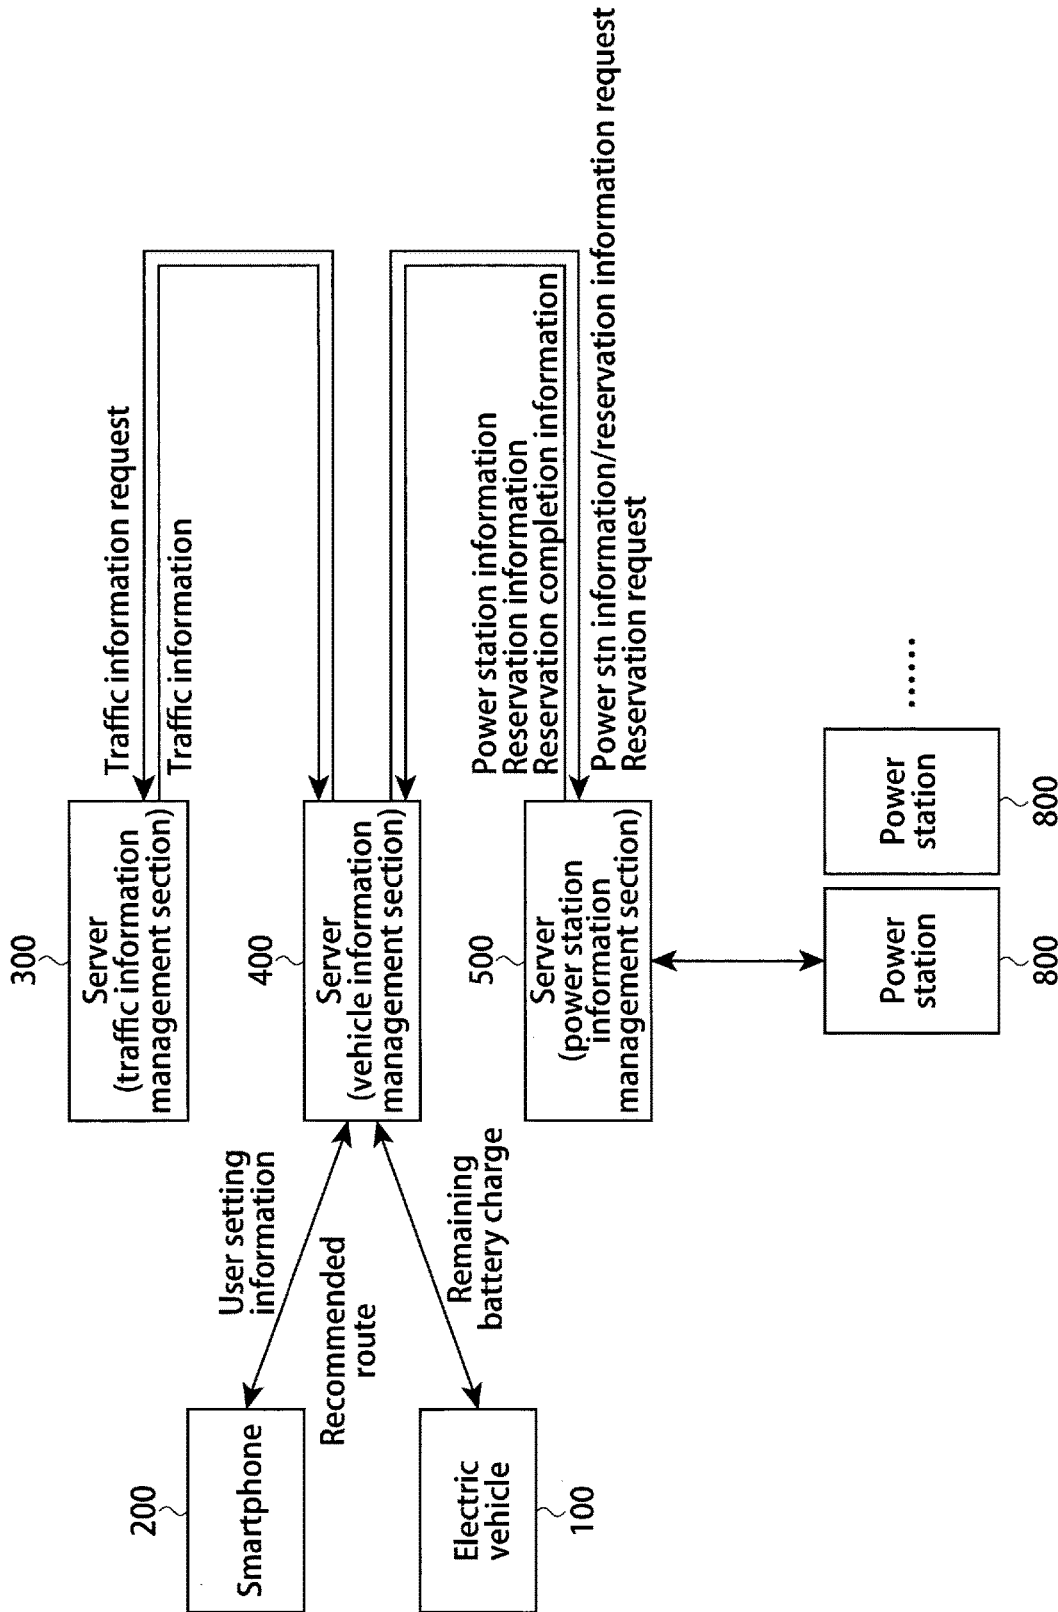 300
Server
(traffic information
management section)
Traffic information request
Traffic information
200
Smartphone
User setting
information
Recommended
route
400
Server
(vehicle information
management section)
Electric
vehicle
100
Remaining
battery charge
Power station information
Reservation information
Reservation completion information
500
Server
(power station
information
management section)
Power stn information/reservation information request
Reservation request
Power
station
800
Power
station
800
......